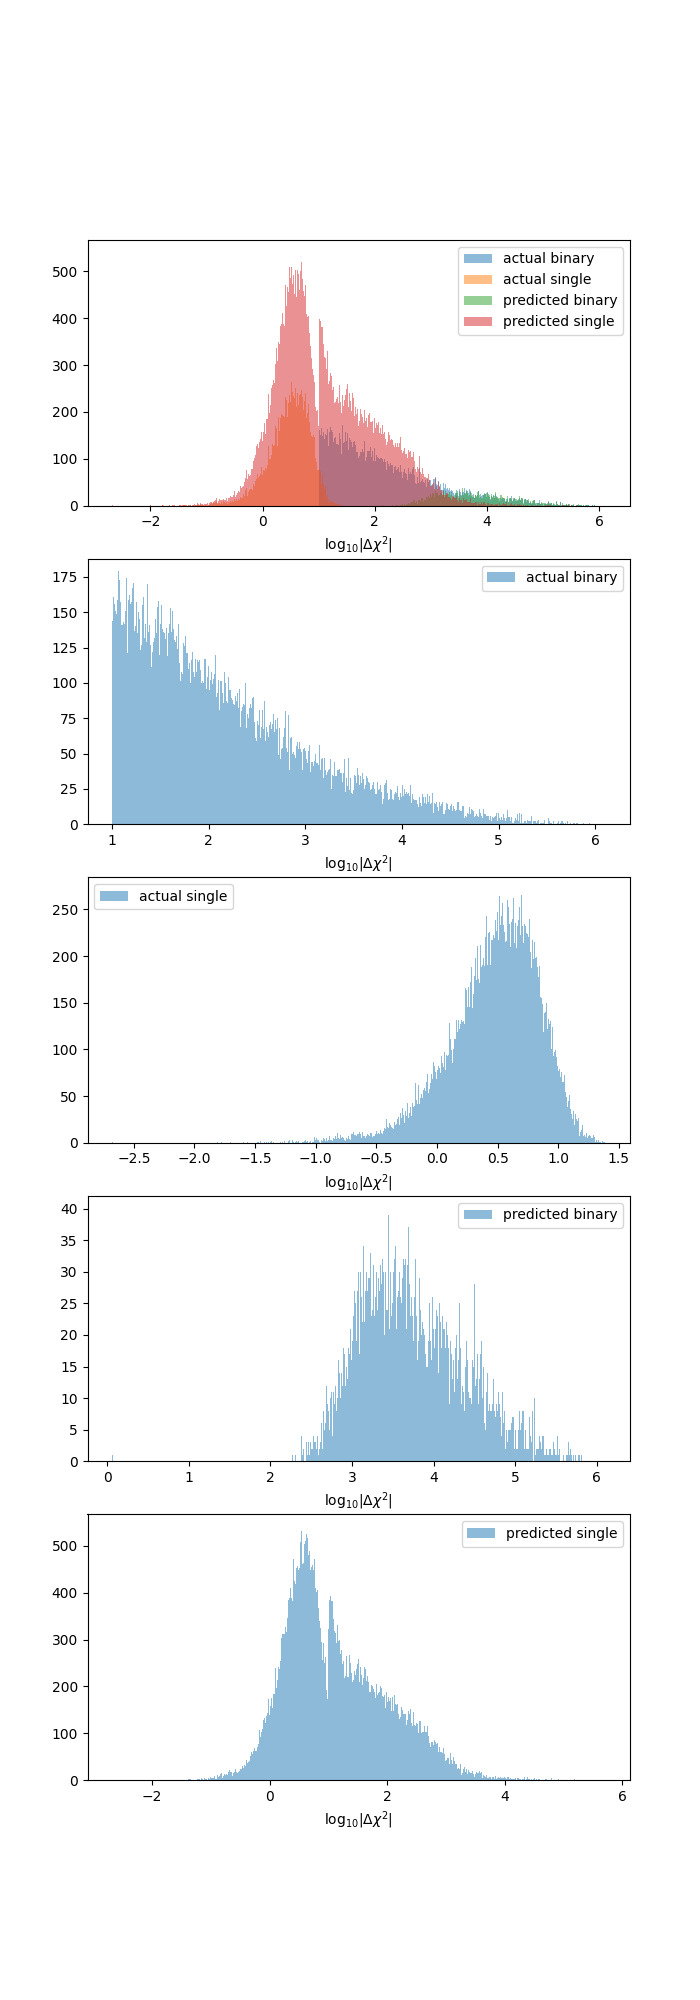 500
400
300
200
100
0
actual binary
actual single
predicted binary
predicted single
−2 0 2 4 6
log₁₀|Δχ²|
175
150
125
100
75
50
25
0
actual binary
1 2 3 4 5 6
log₁₀|Δχ²|
250
200
150
100
50
0
actual single
−2.5 −2.0 −1.5 −1.0 −0.5 0.0 0.5 1.0 1.5
log₁₀|Δχ²|
40
35
30
25
20
15
10
5
0
predicted binary
0 1 2 3 4 5 6
log₁₀|Δχ²|
500
400
300
200
100
0
predicted single
−2 0 2 4 6
log₁₀|Δχ²|